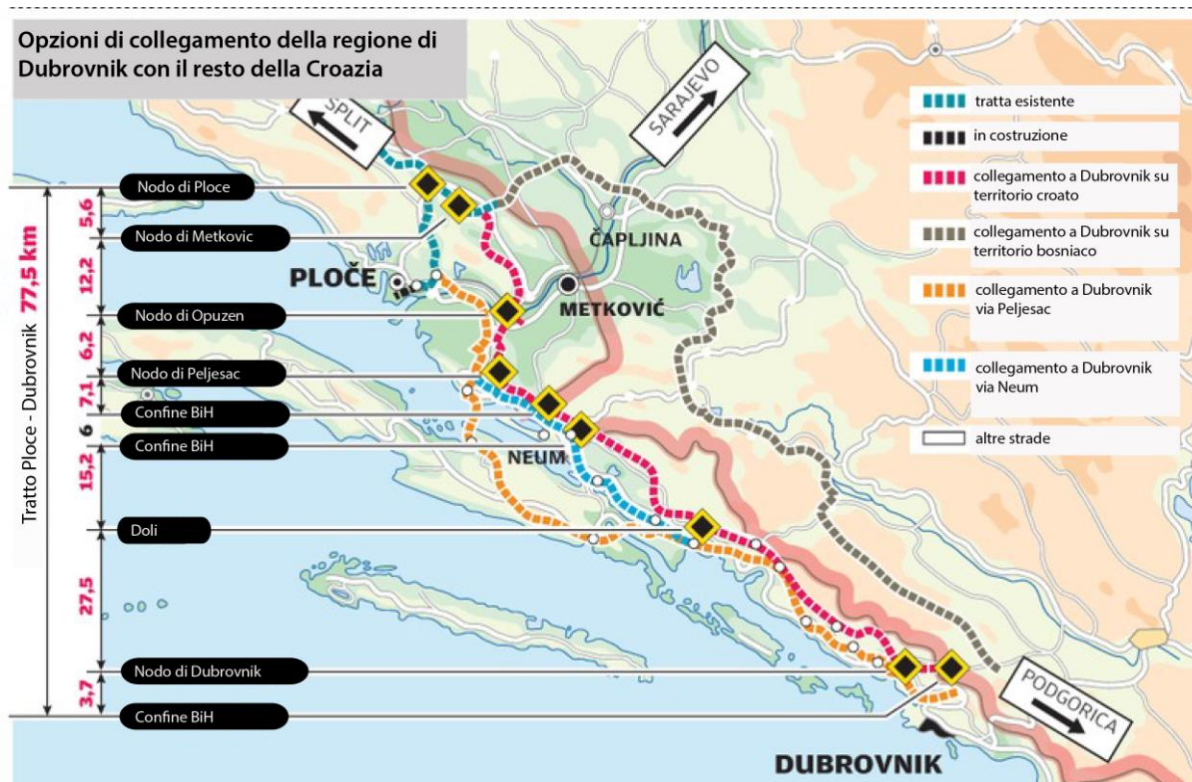 Opzioni di collegamento della regione di
Dubrovnik con il resto della Croazia
SPLIT
SARAJEVO
tratta esistente
in costruzione
collegamento a Dubrovnik su
territorio croato
collegamento a Dubrovnik su
territorio bosniaco
collegamento a Dubrovnik
via Peljesac
collegamento a Dubrovnik
via Neum
altre strade
Tratto Ploce - Dubrovnik 77,5 km
Nodo di Ploce
5,6
Nodo di Metkovic
12,2
Nodo di Opuzen
6,2
Nodo di Peljesac
7,1
Confine BiH
6
Confine BiH
15,2
Doli
27,5
Nodo di Dubrovnik
3,7
Confine BiH
ČAPLJINA
PLOČE
METKOVIĆ
NEUM
PODGORICA
DUBROVNIK